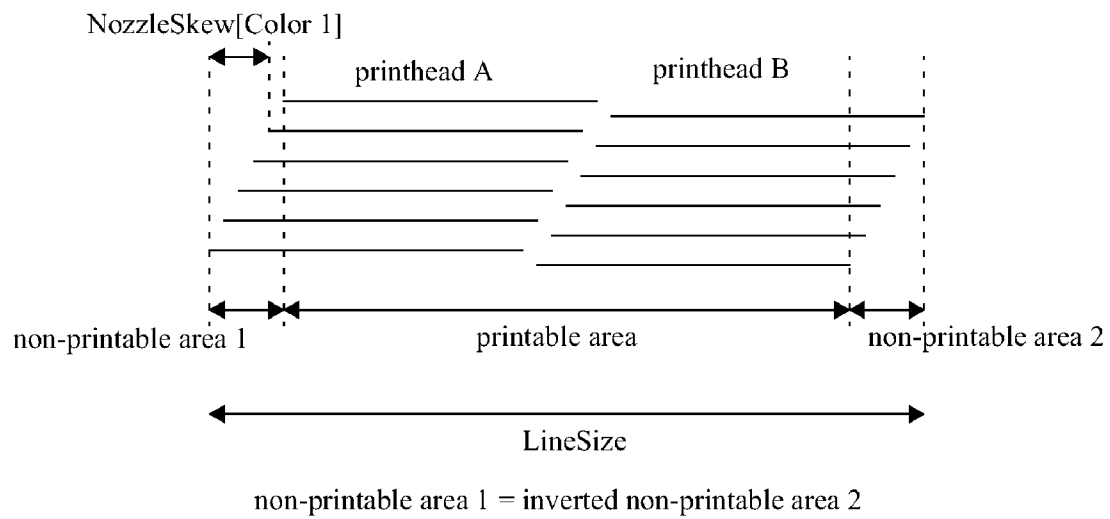 NozzleSkew[Color 1]
printhead A
printhead B
non-printable area 1
printable area
non-printable area 2
LineSize
non-printable area 1 = inverted non-printable area 2